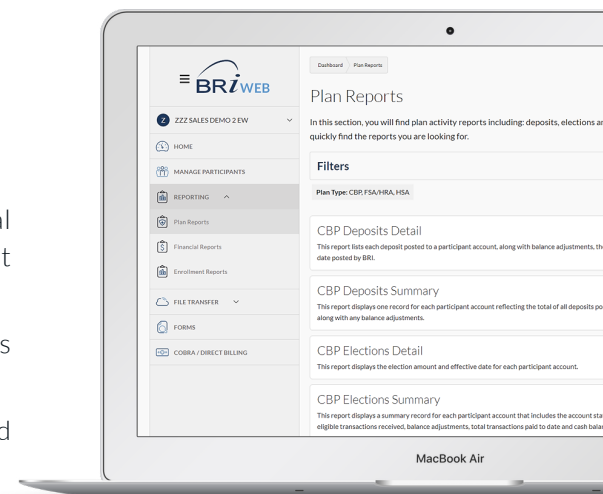 al
t
s
d
BRiWEB
Z ZZZ SALES DEMO 2 EW
HOME
MANAGE PARTICIPANTS
REPORTING
Plan Reports
Financial Reports
Enrollment Reports
FILE TRANSFER
FORMS
COBRA / DIRECT BILLING
Dashboard Plan Reports
Plan Reports
In this section, you will find plan activity reports including: deposits, elections an
quickly find the reports you are looking for.
Filters
Plan Type: CBP, FSA/HRA, HSA
CBP Deposits Detail
This report lists each deposit posted to a participant account, along with balance adjustments, the
date posted by BRI.
CBP Deposits Summary
This report displays one record for each participant account reflecting the total of all deposits po
along with any balance adjustments.
CBP Elections Detail
This report displays the election amount and effective date for each participant account.
CBP Elections Summary
This report displays a summary record for each participant account that includes the account sta
eligible transactions received, balance adjustments, total transactions paid to date and cash balan
MacBook Air